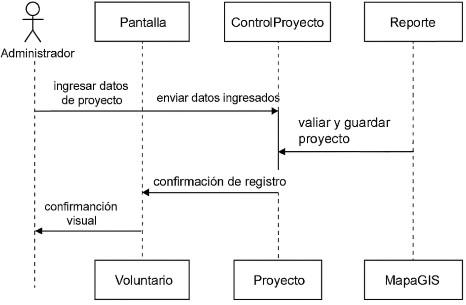 Pantalla
ControlProyecto
Reporte
Administrador
ingresar datos
de proyecto
enviar datos ingresados
valiar y guardar
proyecto
confirmación de registro
confirmanción
visual
Voluntario
Proyecto
MapaGIS